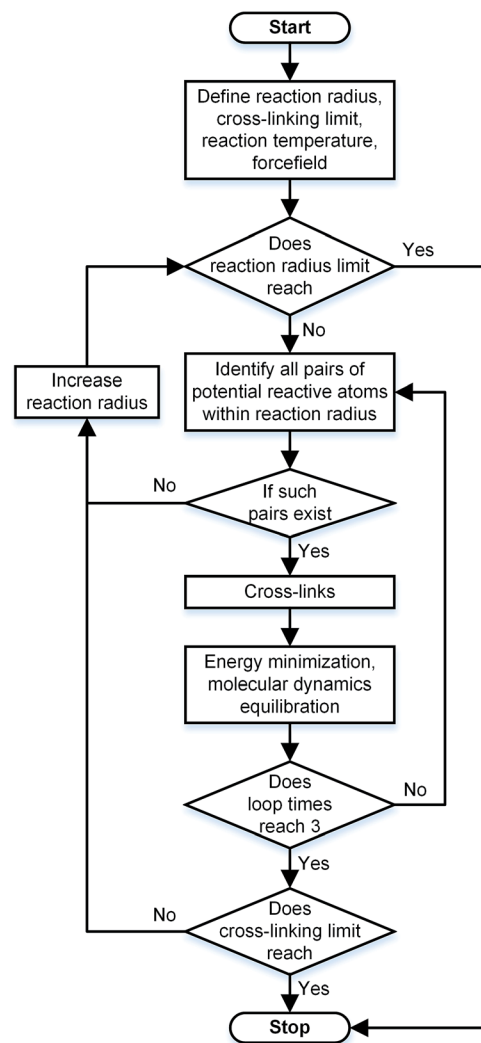 Start
Define reaction radius,
cross-linking limit,
reaction temperature,
forcefield
Does
reaction radius limit
reach
Yes
No
Increase
reaction radius
Identify all pairs of
potential reactive atoms
within reaction radius
No
If such
pairs exist
Yes
Cross-links
Energy minimization,
molecular dynamics
equilibration
Does
loop times
reach 3
No
Yes
No
Does
cross-linking limit
reach
Yes
Stop